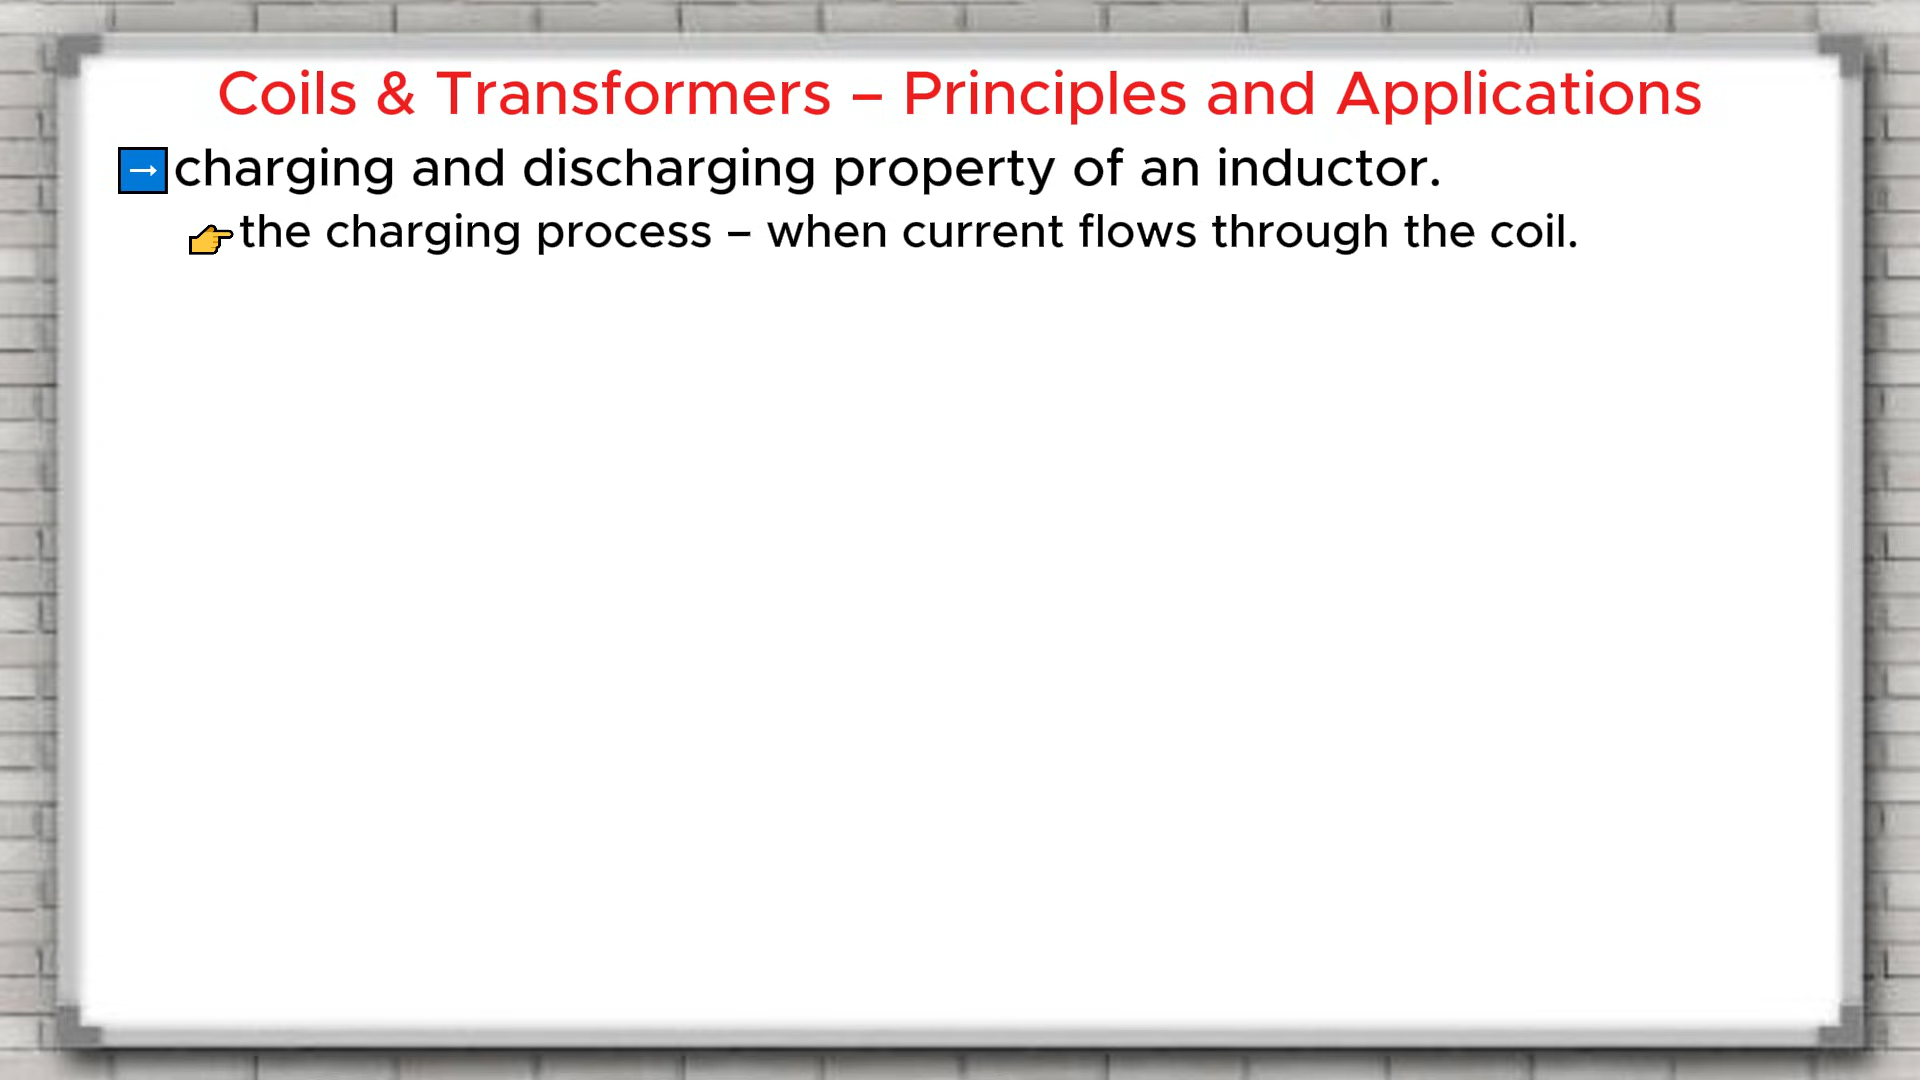 Coils & Transformers – Principles and Applications
➡charging and discharging property of an inductor.
👉the charging process – when current flows through the coil.